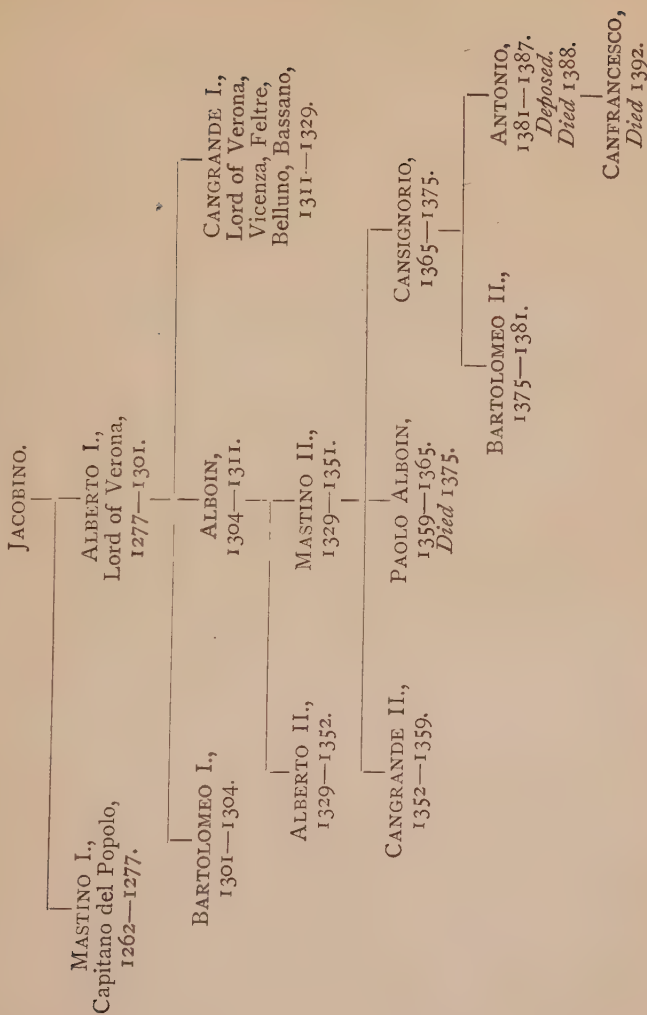 JACOBINO.
MASTINO I.,
Capitano del Popolo,
1262—1277.
ALBERTO I.,
Lord of Verona,
1277—1301.
BARTOLOMEO I.,
1301—1304.
ALBOIN,
1304—1311.
CANGRANDE I.,
Lord of Verona,
Vicenza, Feltre,
Belluno, Bassano,
1311—1329.
ALBERTO II.,
1329—1352.
MASTINO II.,
1329—1351.
CANGRANDE II.,
1352—1359.
PAOLO ALBOIN,
1359—1365.
Died 1375.
CANSIGNORIO,
1365—1375.
BARTOLOMEO II.,
1375—1381.
ANTONIO,
1381—1387.
Deposed.
Died 1388.
CANFRANCESCO,
Died 1392.